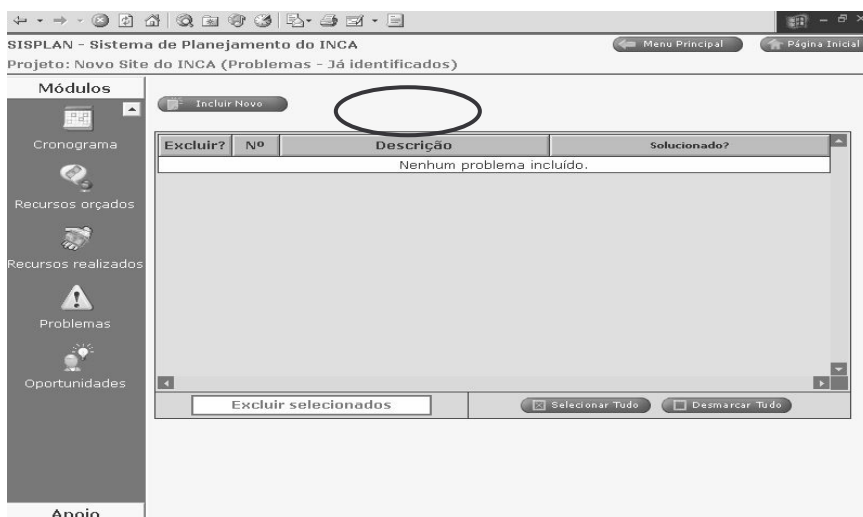 SISPLAN - Sistema de Planejamento do INCA
Menu Principal
Página Inicial
Projeto: Novo Site do INCA (Problemas - Já identificados)
Módulos
Cronograma
Recursos orçados
Recursos realizados
Problemas
Oportunidades
Apoio
Incluir Novo
Excluir? Nº Descrição Solucionado?
Nenhum problema incluído.
Excluir selecionados
Selecionar Tudo
Desmarcar Tudo